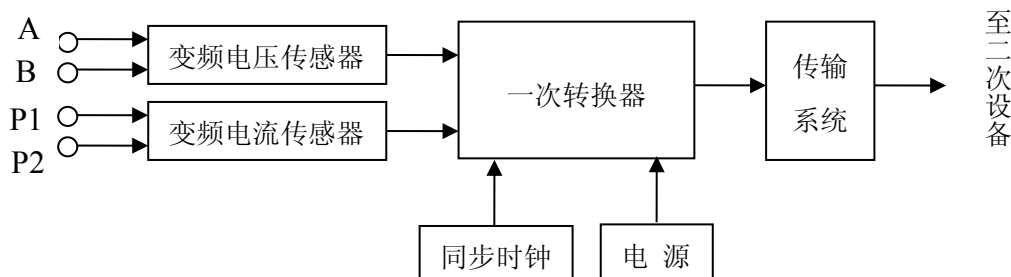 A
B
P1
P2
变频电压传感器
变频电流传感器
一次转换器
传输
系统
至二次设备
同步时钟
电 源